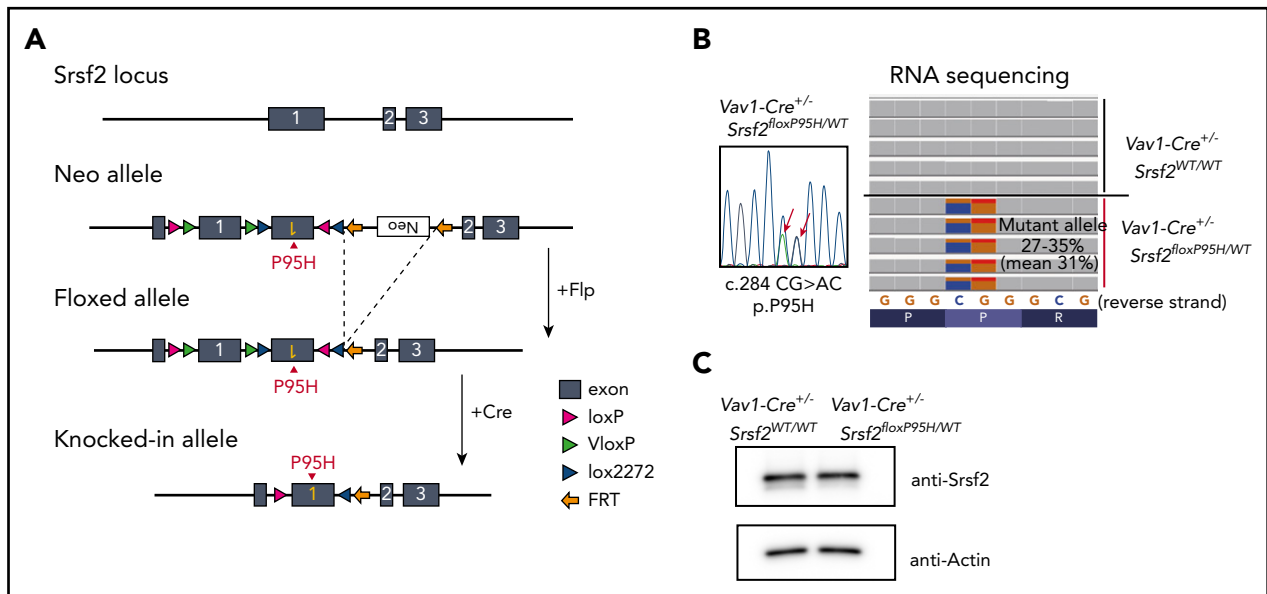 A
Srsf2 locus
1
2
3
Neo allele
1
1
Neo
2
3
P95H
+Flp
Floxed allele
1
1
2
3
P95H
+Cre
Knocked-in allele
P95H
1
2
3
exon
loxP
VloxP
lox2272
FRT
B
RNA sequencing
Vav1-Cre+/-
Srsf2floxP95H/WT
c.284 CG>AC
p.P95H
Vav1-Cre+/-
Srsf2WT/WT
Mutant allele
27-35%
(mean 31%)
Vav1-Cre+/-
Srsf2floxP95H/WT
G G G C G G G C G (reverse strand)
P P R
C
Vav1-Cre+/- Vav1-Cre+/-
Srsf2WT/WT Srsf2floxP95H/WT
anti-Srsf2
anti-Actin